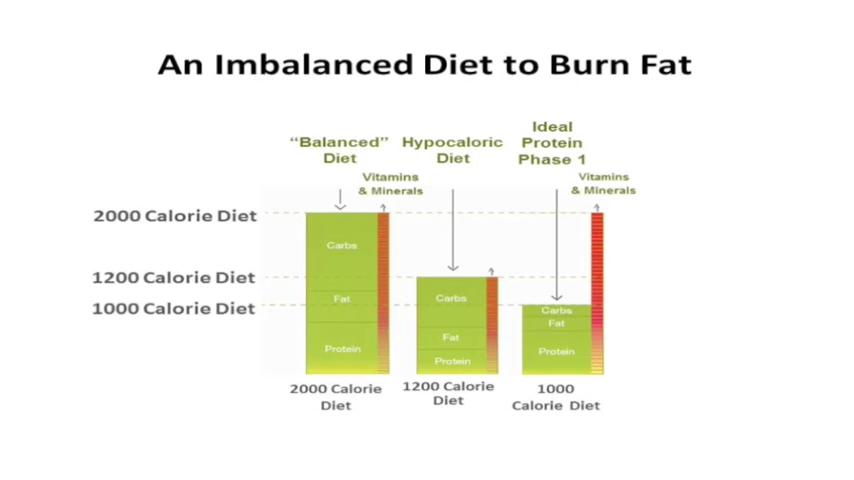 An Imbalanced Diet to Burn Fat
“Balanced”
Diet
Hypocaloric
Diet
Ideal
Protein
Phase 1
Vitamins
& Minerals
Vitamins
& Minerals
2000 Calorie Diet
1200 Calorie Diet
1000 Calorie Diet
Carbs
Fat
Protein
Carbs
Fat
Protein
Carbs
Fat
Protein
2000 Calorie
Diet
1200 Calorie
Diet
1000
Calorie Diet